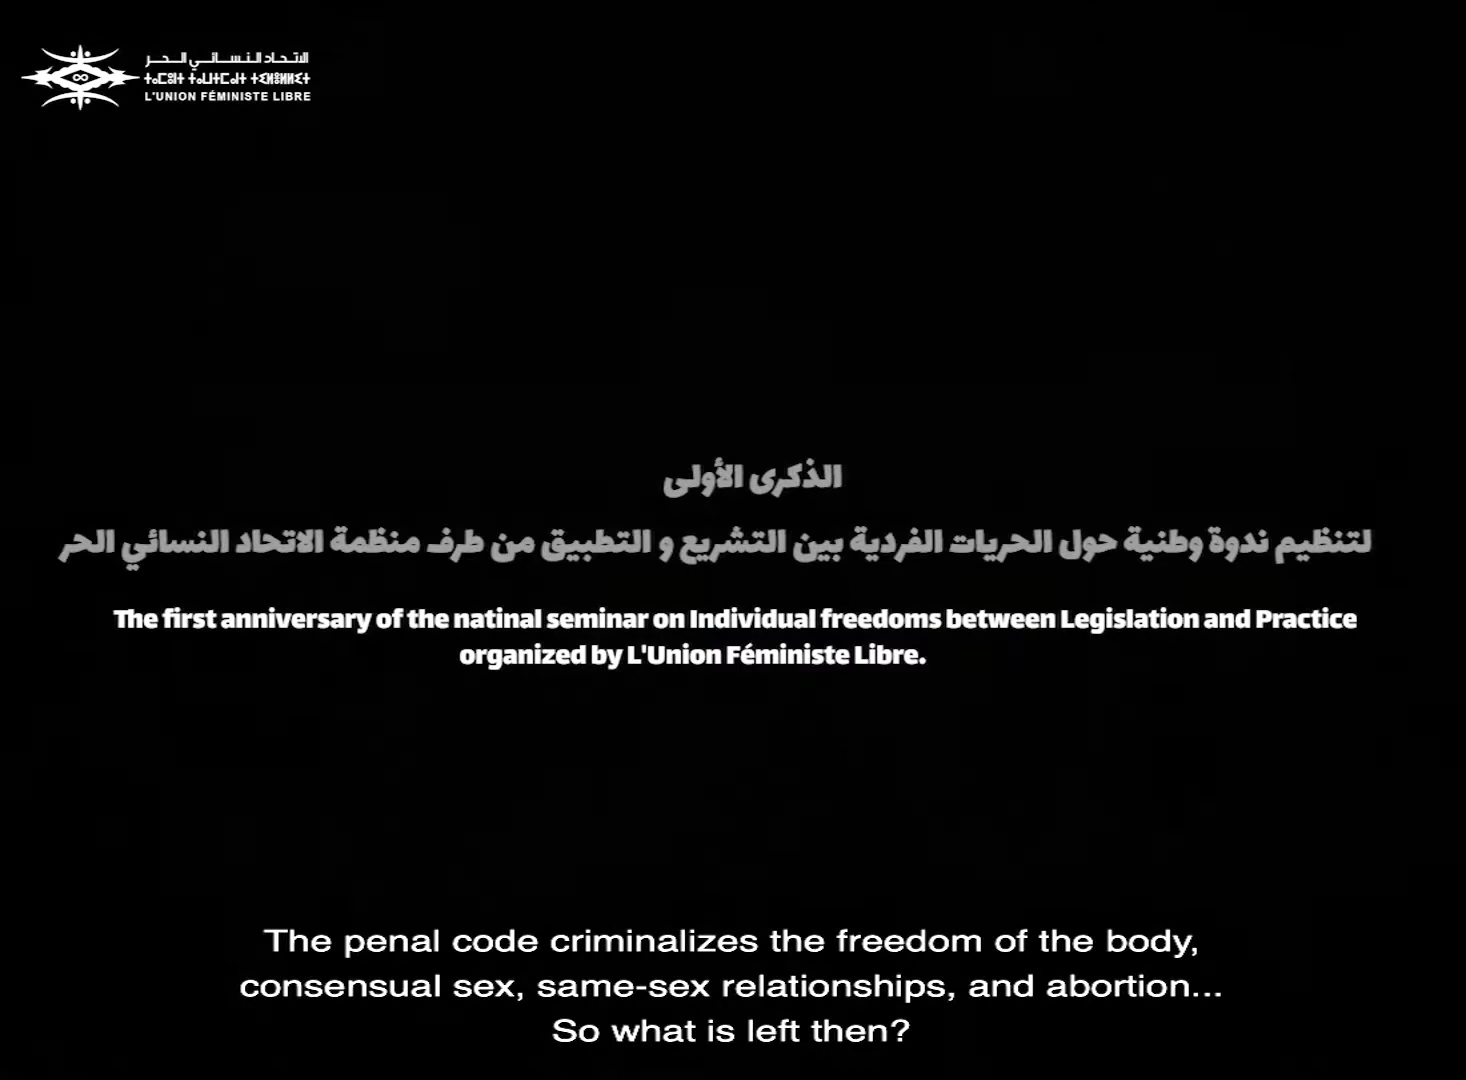 الاتحاد النسائي الحر
ⵜⴰⵎⵓⵏⵜ ⵜⴰⵡⵜⵎⴰⵏⵜ ⵜⵉⵍⴻⵍⵍⵉⵜ
L'UNION FÉMINISTE LIBRE
الذكرى الأولى
لتنظيم ندوة وطنية حول الحريات الفردية بين التشريع و التطبيق من طرف منظمة الاتحاد النسائي الحر
The first anniversary of the natinal seminar on Individual freedoms between Legislation and Practice
organized by L'Union Féministe Libre.
The penal code criminalizes the freedom of the body,
consensual sex, same-sex relationships, and abortion...
So what is left then?